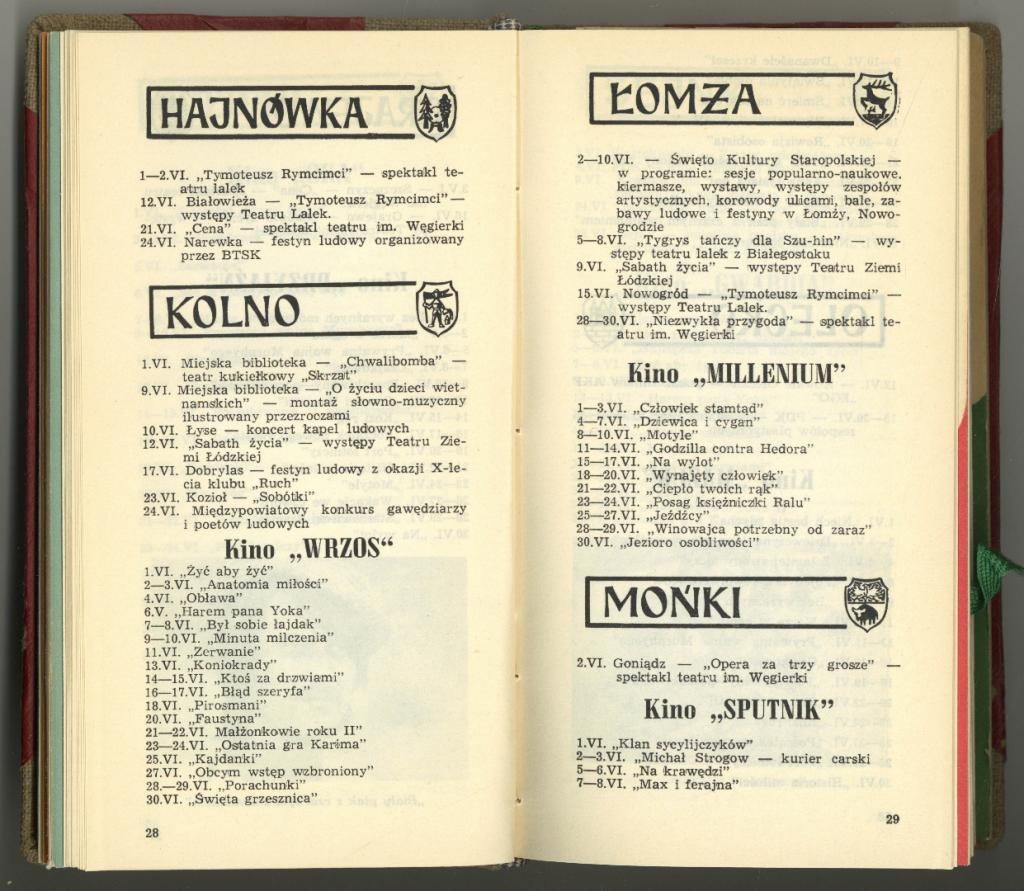 HAJNÓWKA
1—2.VI. „Tymoteusz Rymcimci” — spektakl te-
atru lalek
12.VI. Białowieża — „Tymoteusz Rymcimci” —
występy Teatru Lalek.
21.VI. „Cena” — spektakl teatru im. Węgierki
24.VI. Narewka — festyn ludowy organizowany
przez BTSK
KOLNO
1.VI. Miejska biblioteka — „Chwalibomba” —
teatr kukiełkowy „Skrzat”
9.VI. Miejska biblioteka — „O życiu dzieci wiet-
namskich” — montaż słowno-muzyczny
ilustrowany przezroczami
10.VI. Łyse — koncert kapel ludowych
12.VI. „Sabath życia” — występy Teatru Zie-
mi Łódzkiej
17.VI. Dobrylas — festyn ludowy z okazji X-le-
cia klubu „Ruch”
23.VI. Kozioł — „Sobótki”
24.VI. Międzypowiatowy konkurs gawędziarzy
i poetów ludowych
Kino „WRZOS“
1.VI. „Żyć aby żyć”
2—3.VI. „Anatomia miłości”
4.VI. „Obława”
6.V. „Harem pana Yoka”
7—8.VI. „Był sobie łajdak”
9—10.VI. „Minuta milczenia”
11.VI. „Zerwanie”
13.VI. „Koniokrady”
14—15.VI. „Ktoś za drzwiami”
16—17.VI. „Błąd szeryfa”
18.VI. „Pirosmani”
20.VI. „Faustyna”
21—22.VI. Małżonkowie roku II”
23—24.VI. „Ostatnia gra Karima”
25.VI. „Kajdanki”
27.VI. „Obcym wstęp wzbroniony”
28.—29.VI. „Porachunki”
30.VI. „Święta grzesznica”
28
ŁOMŻA
2—10.VI. — Święto Kultury Staropolskiej —
w programie: sesje popularno-naukowe,
kiermasze, wystawy, występy zespołów
artystycznych, korowody ulicami, bale, za-
bawy ludowe i festyny w Łomży, Nowo-
grodzie
5—8.VI. „Tygrys tańczy dla Szu-hin” — wy-
stępy teatru lalek z Białegostoku
9.VI. „Sabath życia” — występy Teatru Ziemi
Łódzkiej
15.VI. Nowogród — „Tymoteusz Rymcimci” —
występy Teatru Lalek.
28—30.VI. „Niezwykła przygoda” — spektakl te-
atru im. Węgierki
Kino „MILLENIUM”
1—3.VI. „Człowiek stamtąd”
4—7.VI. „Dziewica i cygan”
8—10.VI. „Motyle”
11—14.VI. „Godzilla contra Hedora”
15—17.VI. „Na wylot”
18—20.VI. „Wynajęty człowiek”
21—22.VI. „Ciepło twoich rąk”
23—24.VI. „Posag księżniczki Ralu”
25—27.VI. „Jeźdźcy”
28—29.VI. „Winowajca potrzebny od zaraz”
30.VI. „Jezioro osobliwości”
MOŃKI
2.VI. Goniądz — „Opera za trzy grosze” —
spektakl teatru im. Węgierki
Kino „SPUTNIK”
1.VI. „Klan sycylijczyków”
2—3.VI. „Michał Strogow — kurier carski
5—6.VI. „Na krawędzi”
7—8.VI. „Max i ferajna”
29